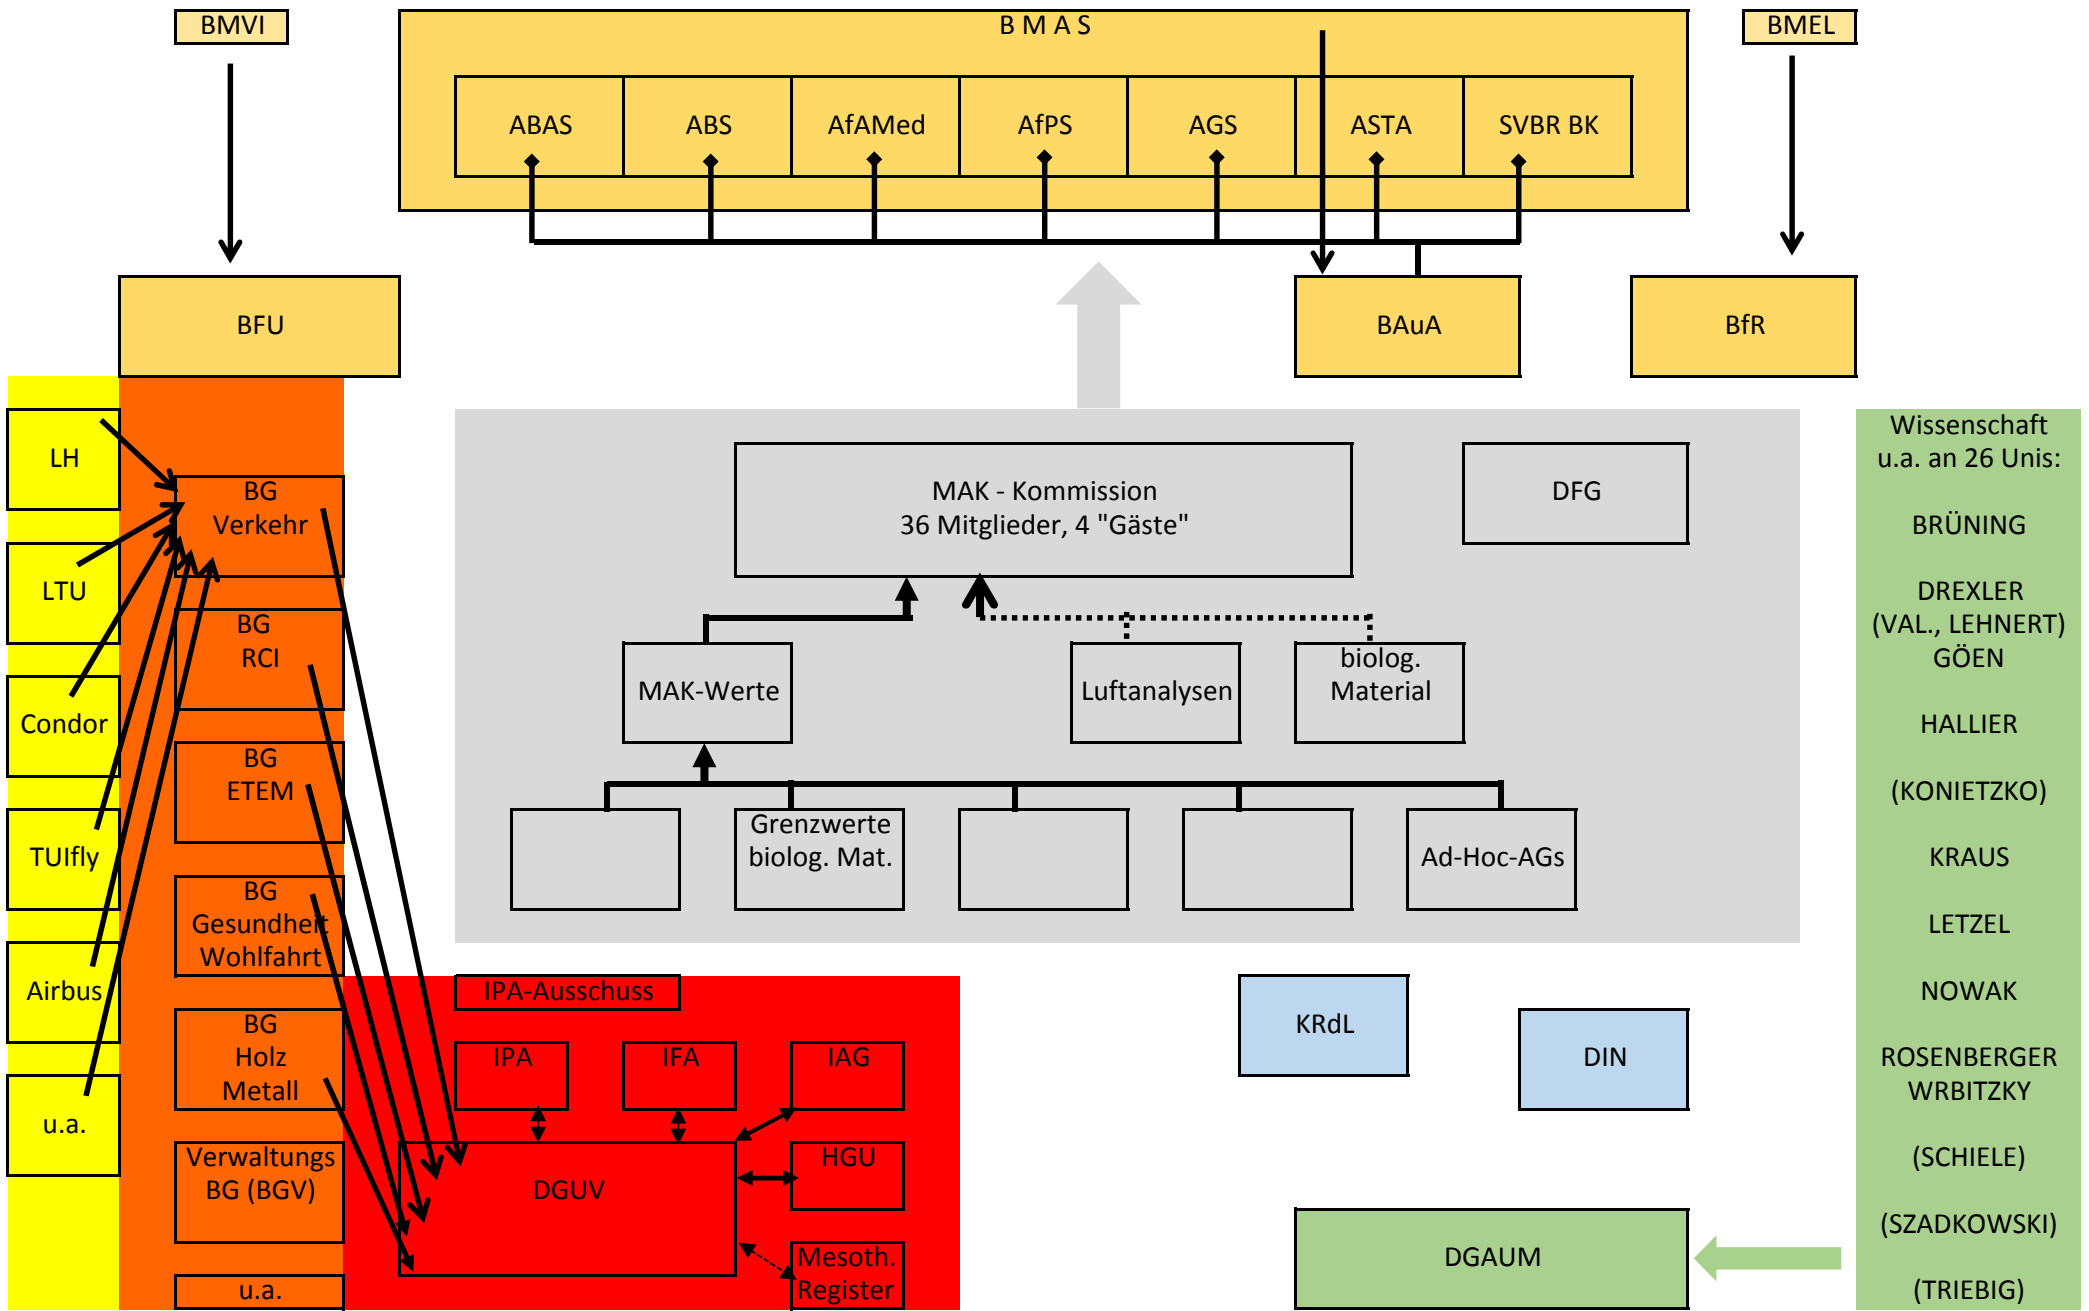 BMVI
B M A S
BMEL
ABAS
ABS
AfAMed
AfPS
AGS
ASTA
SVBR BK
BFU
BAuA
BfR
LH
LTU
Condor
TUIfly
Airbus
u.a.
BG
Verkehr
BG
RCI
BG
ETEM
BG
Gesundheit
Wohlfahrt
BG
Holz
Metall
Verwaltungs
BG (BGV)
u.a.
MAK - Kommission
36 Mitglieder, 4 "Gäste"
DFG
MAK-Werte
Luftanalysen
biolog.
Material
Grenzwerte
biolog. Mat.
Ad-Hoc-AGs
IPA-Ausschuss
IPA
IFA
IAG
DGUV
HGU
Mesoth.
Register
KRdL
DIN
DGAUM
Wissenschaft
u.a. an 26 Unis:
BRÜNING
DREXLER
(VAL., LEHNERT)
GÖEN
HALLIER
(KONIETZKO)
KRAUS
LETZEL
NOWAK
ROSENBERGER
WRBITZKY
(SCHIELE)
(SZADKOWSKI)
(TRIEBIG)